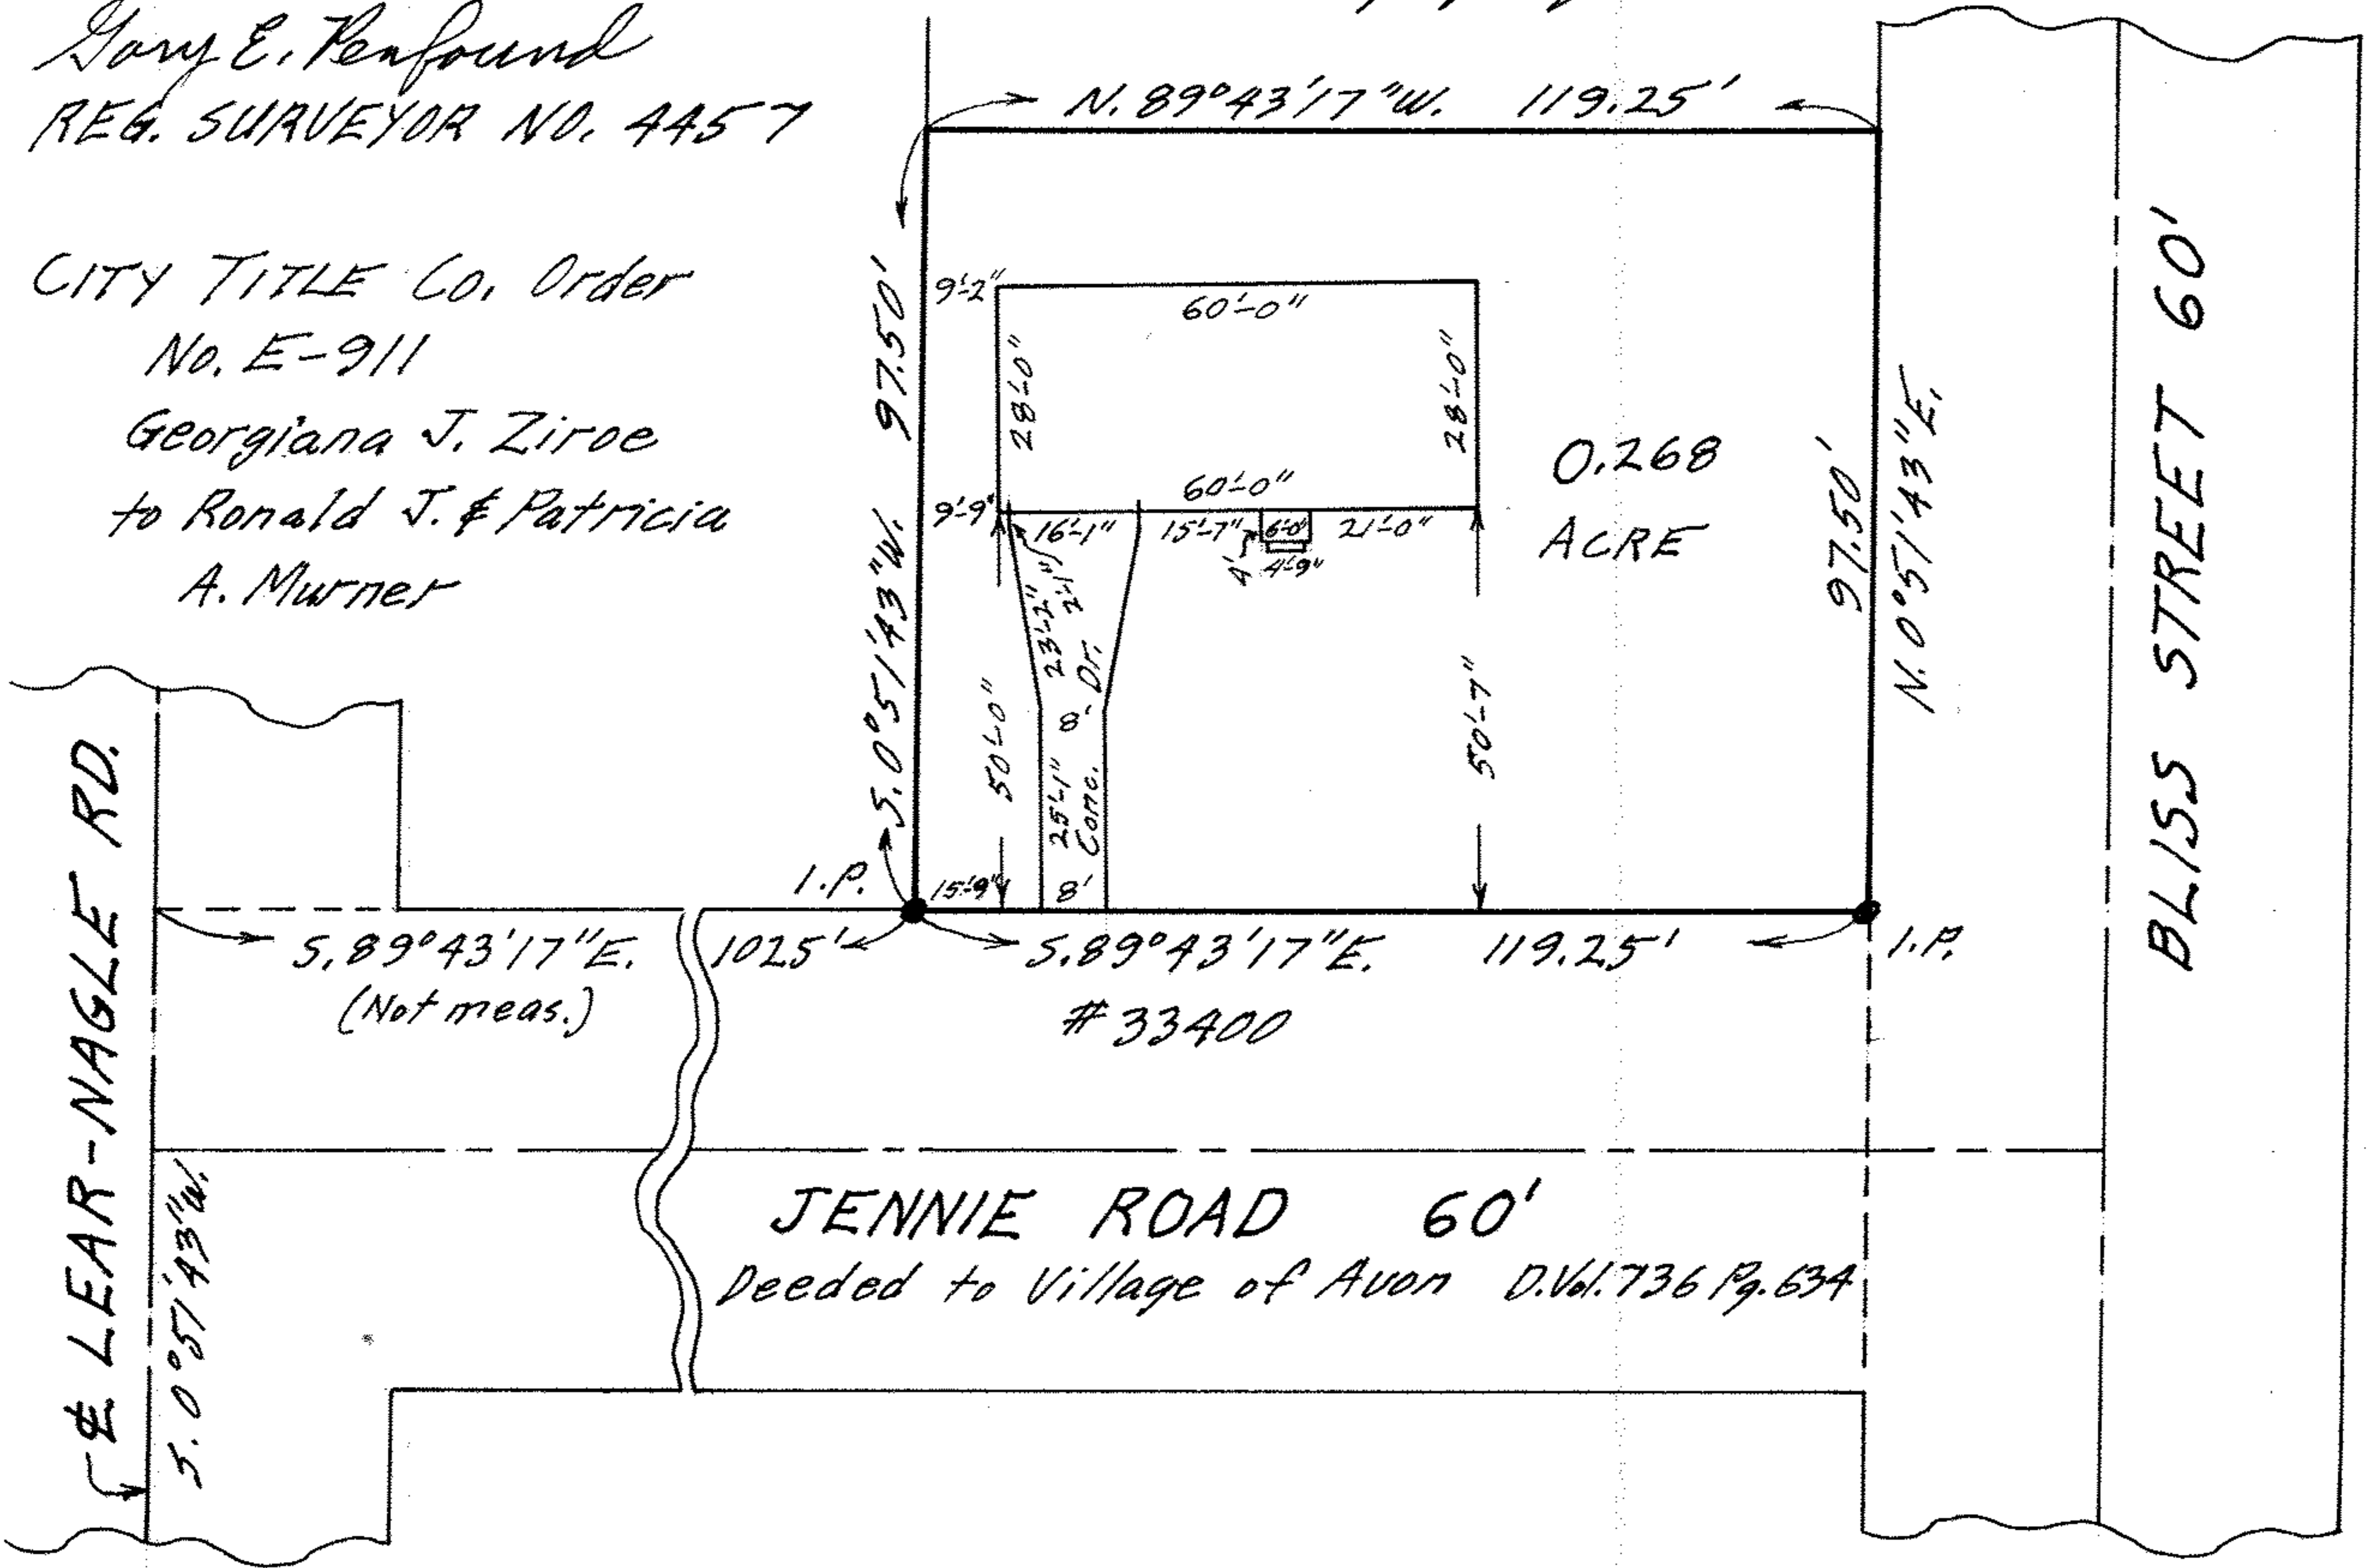 Gary E. Penfound
REG. SURVEYOR NO. 4457
CITY TITLE Co. Order
No. E-911
Georgiana J. Ziroe
to Ronald J. & Patricia
A. Murner
N. 89°43'17"W. 119.25'
S. 0°51'43"W. 97.50'
9'-2"
60'-0"
28'-0"
28'-0"
60'-0"
9'-9"
16'-1"
15'-7"
6'-0"
21'-0"
4'
4'-9"
0.268
ACRE
97.50'
N. 0°51'43"E.
BLISS STREET 60'
23'-2"
2'-1"
8' Dr.
50'-0"
25'-1"
Conc.
50'-7"
I.P.
15'-9"
8'
I.P.
S. 89°43'17"E. 1025'
(Not meas.)
S. 89°43'17"E. 119.25'
# 33400
℄ LEAR-NAGLE RD.
S. 0°51'43"W.
JENNIE ROAD 60'
Deeded to Village of Avon D.Vol. 736 Pg. 634